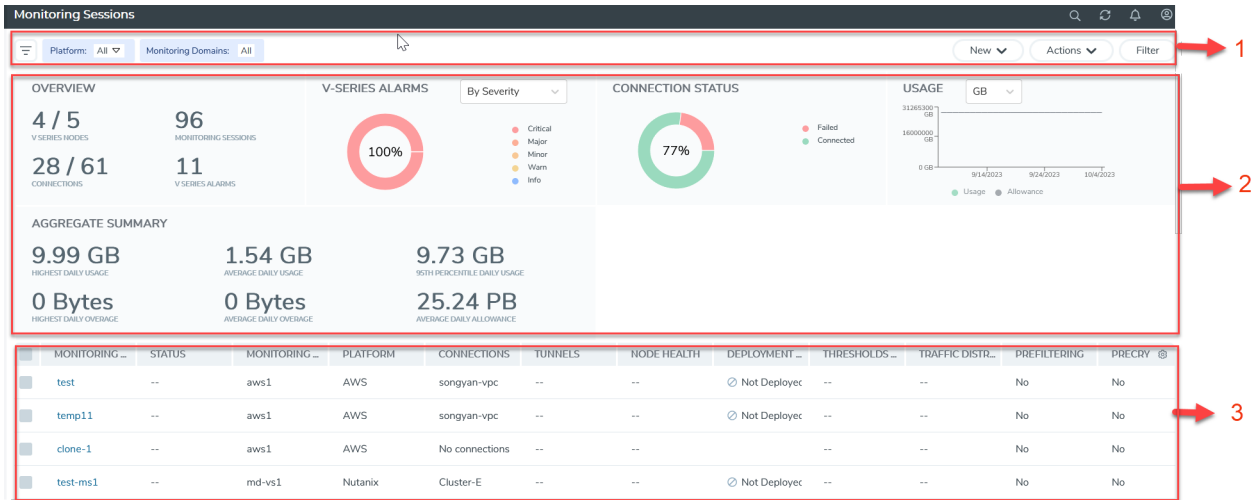 Monitoring Sessions
Platform: All Monitoring Domains: All New Actions Filter
1
OVERVIEW
4 / 5
V SERIES NODES
96
MONITORING SESSIONS
28 / 61
CONNECTIONS
11
V SERIES ALARMS
V-SERIES ALARMS By Severity
100%
Critical
Major
Minor
Warn
Info
CONNECTION STATUS
77%
Failed
Connected
USAGE GB
31265300
GB
16000000
GB
0 GB
9/14/2023 9/24/2023 10/4/2023
Usage Allowance
2
AGGREGATE SUMMARY
9.99 GB
HIGHEST DAILY USAGE
1.54 GB
AVERAGE DAILY USAGE
9.73 GB
95TH PERCENTILE DAILY USAGE
0 Bytes
HIGHEST DAILY OVERAGE
0 Bytes
AVERAGE DAILY OVERAGE
25.24 PB
AVERAGE DAILY ALLOWANCE
MONITORING ... STATUS MONITORING ... PLATFORM CONNECTIONS TUNNELS NODE HEALTH DEPLOYMENT ... THRESHOLDS ... TRAFFIC DISTR... PREFILTERING PRECRY
test -- aws1 AWS songyan-vpc -- -- Not Deployec -- -- No No
temp11 -- aws1 AWS songyan-vpc -- -- Not Deployec -- -- No No
3
clone-1 -- aws1 AWS No connections -- -- -- -- No No
test-ms1 -- md-vs1 Nutanix Cluster-E -- -- Not Deployec -- -- No No